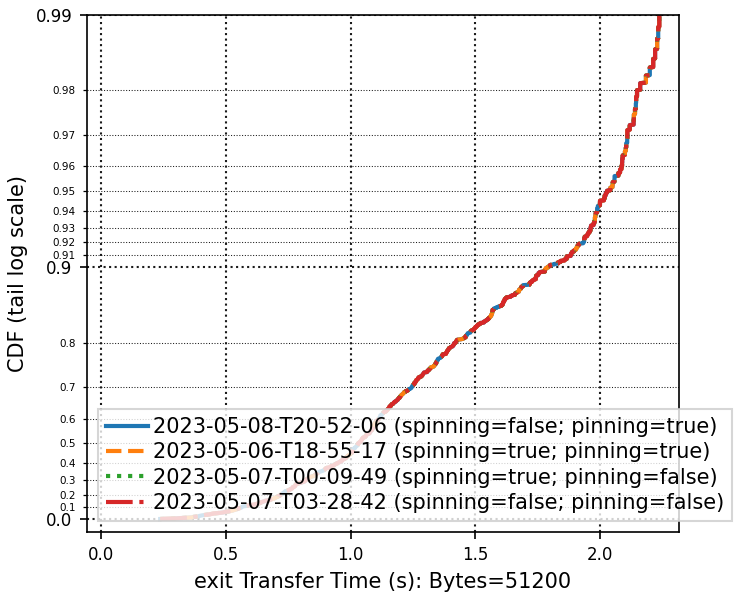 0.99
0.98
0.97
0.96
0.95
0.94
0.93
0.92
0.91
0.9
0.8
0.7
0.6
0.5
0.4
0.3
0.2
0.1
0.0
CDF (tail log scale)
2023-05-08-T20-52-06 (spinning=false; pinning=true)
2023-05-06-T18-55-17 (spinning=true; pinning=true)
2023-05-07-T00-09-49 (spinning=true; pinning=false)
2023-05-07-T03-28-42 (spinning=false; pinning=false)
0.0 0.5 1.0 1.5 2.0
exit Transfer Time (s): Bytes=51200